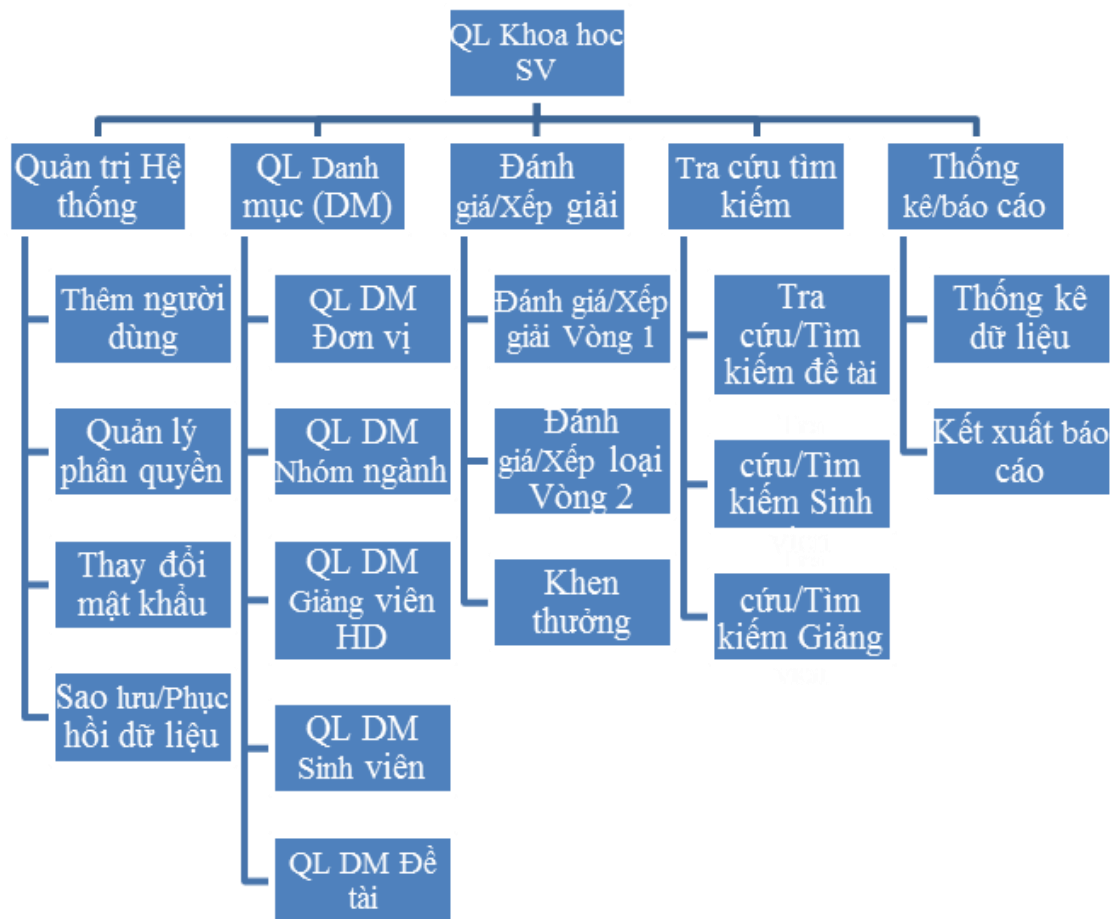 QL Khoa hoc
SV
Quản trị Hệ
thống
Thêm người
dùng
Quản lý
phân quyền
Thay đổi
mật khẩu
Sao lưu/Phục
hồi dữ liệu
QL Danh
mục (DM)
QL DM
Đơn vị
QL DM
Nhóm ngành
QL DM
Giảng viên
HD
QL DM
Sinh viên
QL DM Đề
tài
Đánh
giá/Xếp giải
Đánh giá/Xếp
giải Vòng 1
Đánh
giá/Xếp loại
Vòng 2
Khen
thưởng
Tra cứu tìm
kiếm
Tra
cứu/Tìm
kiếm đề tài
cứu/Tìm
kiếm Sinh
cứu/Tìm
kiếm Giảng
Thống
kê/báo cáo
Thống kê
dữ liệu
Kết xuất báo
cáo